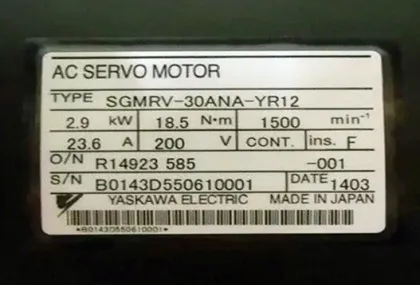 AC SERVO MOTOR
TYPE SGMRV-30ANA-YR12
2.9 kW 18.5 N·m 1500 min⁻¹
23.6 A 200 V CONT. ins. F
O/N R14923 585 -001
S/N B0143D550610001 DATE 1403
YASKAWA ELECTRIC MADE IN JAPAN
*B0143D550610001*